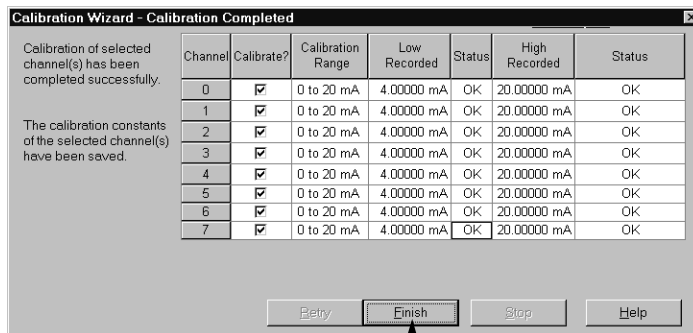 Calibration Wizard - Calibration Completed
Calibration of selected
channel(s) has been
completed successfully.
The calibration constants
of the selected channel(s)
have been saved.
Channel Calibrate? Calibration Range Low Recorded Status High Recorded Status
0 0 to 20 mA 4.00000 mA OK 20.00000 mA OK
1 0 to 20 mA 4.00000 mA OK 20.00000 mA OK
2 0 to 20 mA 4.00000 mA OK 20.00000 mA OK
3 0 to 20 mA 4.00000 mA OK 20.00000 mA OK
4 0 to 20 mA 4.00000 mA OK 20.00000 mA OK
5 0 to 20 mA 4.00000 mA OK 20.00000 mA OK
6 0 to 20 mA 4.00000 mA OK 20.00000 mA OK
7 0 to 20 mA 4.00000 mA OK 20.00000 mA OK
Retry Finish Stop Help